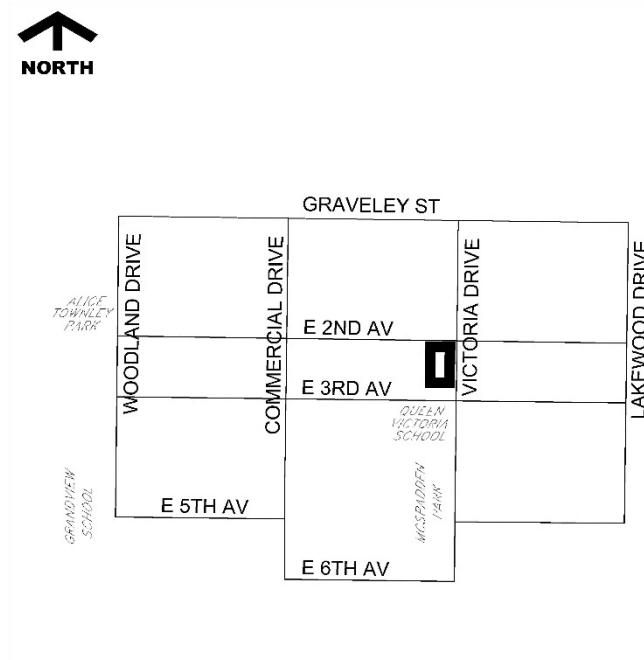 NORTH
GRAVELEY ST
WOODLAND DRIVE
COMMERCIAL DRIVE
VICTORIA DRIVE
LAKEWOOD DRIVE
ALICE
TOWNLEY
PARK
E 2ND AV
E 3RD AV
QUEEN
VICTORIA
SCHOOL
GRANDVIEW
SCHOOL
MCSPADDEN
PARK
E 5TH AV
E 6TH AV